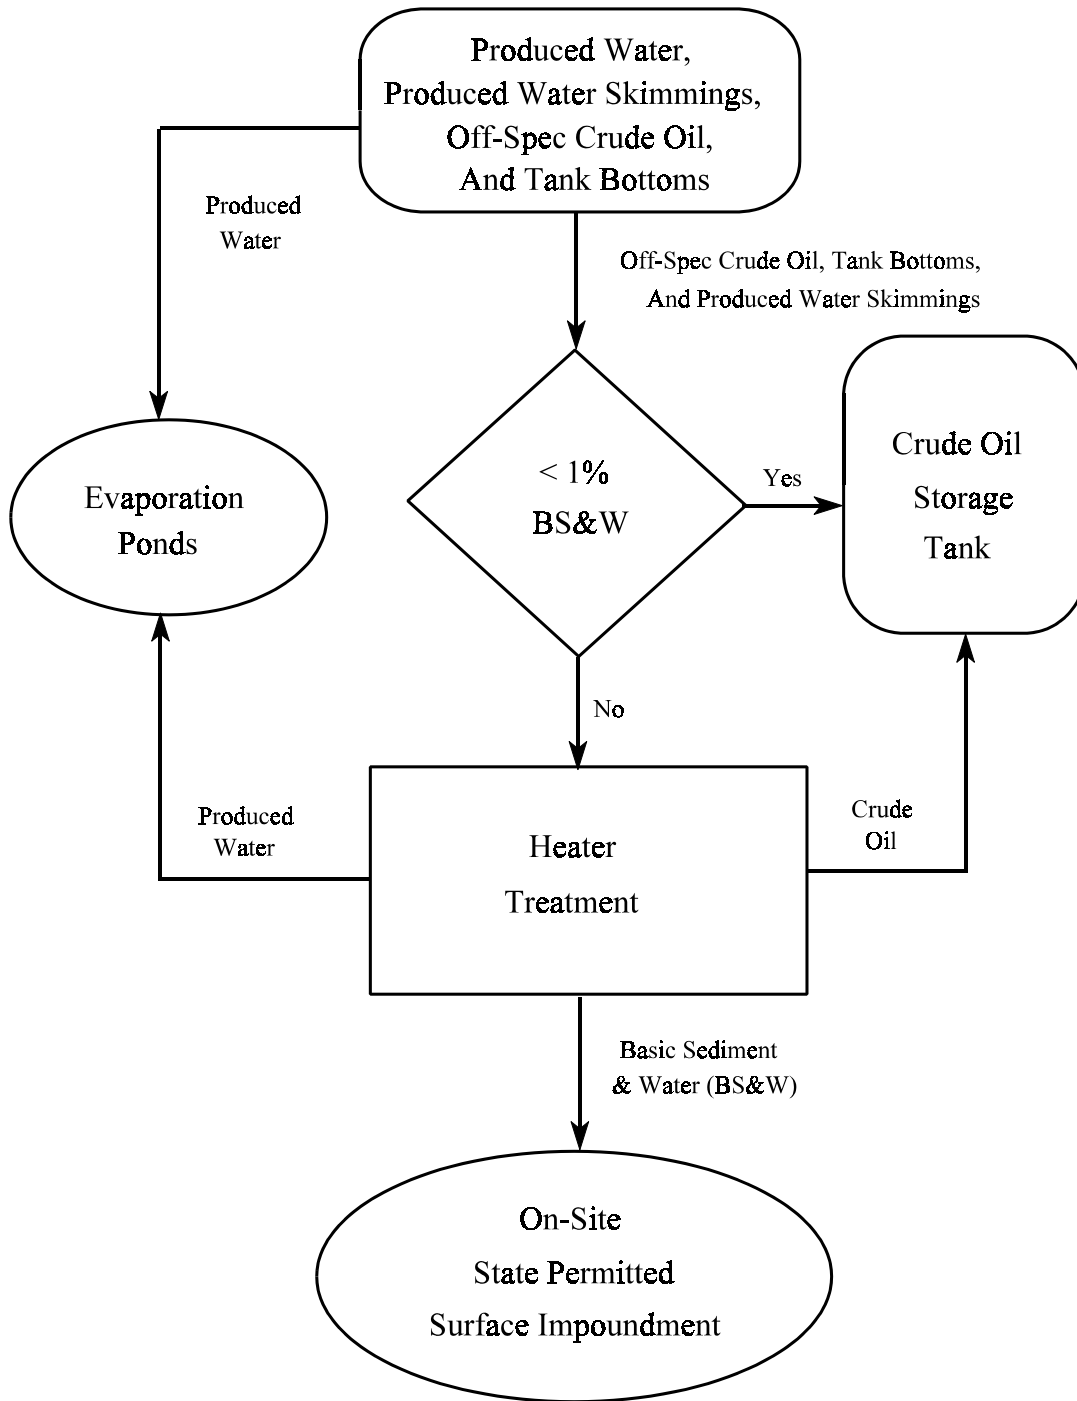 Produced Water,
Produced Water Skimmings,
Off-Spec Crude Oil,
And Tank Bottoms
Produced
Water
Off-Spec Crude Oil, Tank Bottoms,
And Produced Water Skimmings
Evaporation
Ponds
< 1%
BS&W
Yes
Crude Oil
Storage
Tank
No
Produced
Water
Heater
Treatment
Crude
Oil
Basic Sediment
& Water (BS&W)
On-Site
State Permitted
Surface Impoundment